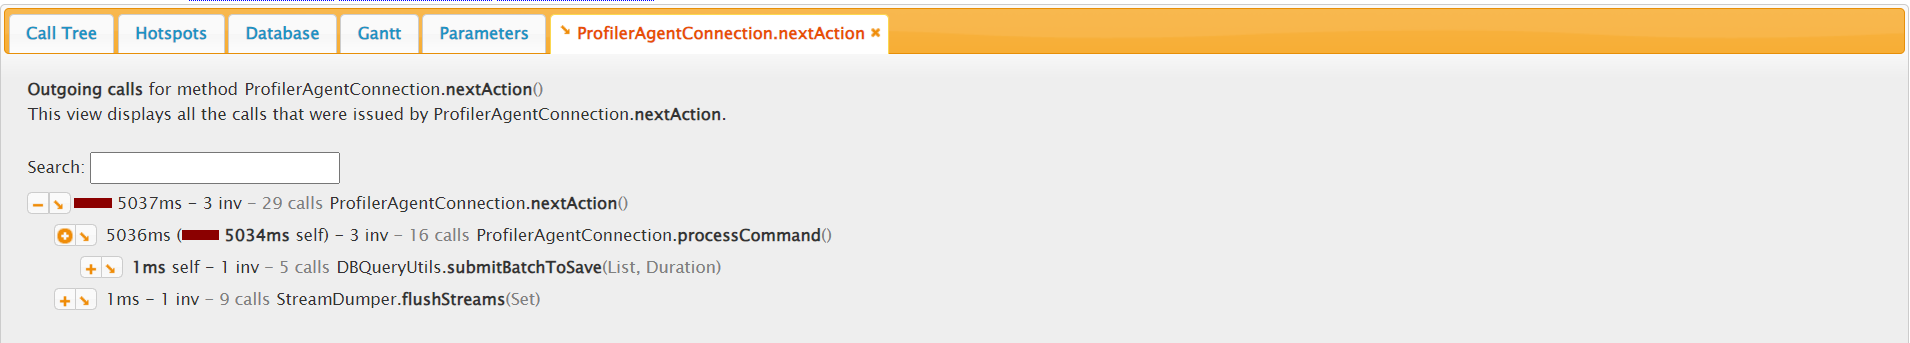 Call Tree Hotspots Database Gantt Parameters ProfilerAgentConnection.nextAction
Outgoing calls for method ProfilerAgentConnection.nextAction()
This view displays all the calls that were issued by ProfilerAgentConnection.nextAction.
Search:
5037ms - 3 inv - 29 calls ProfilerAgentConnection.nextAction()
5036ms (5034ms self) - 3 inv - 16 calls ProfilerAgentConnection.processCommand()
1ms self - 1 inv - 5 calls DBQueryUtils.submitBatchToSave(List, Duration)
1ms - 1 inv - 9 calls StreamDumper.flushStreams(Set)